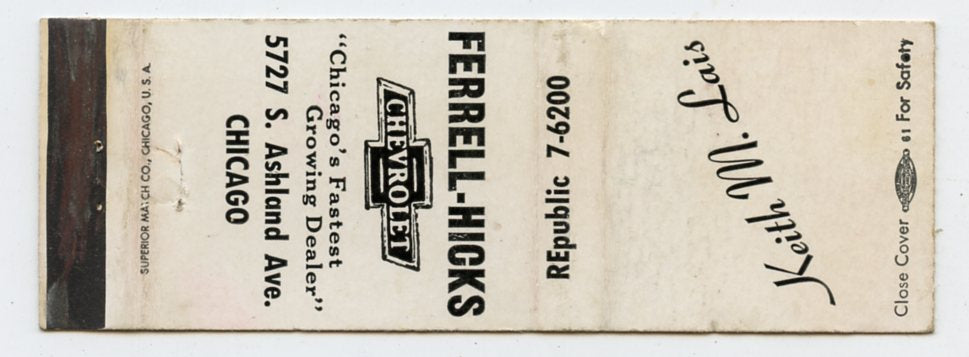 Close Cover 61 For Safety
Keith M. Lais
REpublic 7-6200
FERRELL-HICKS
CHEVROLET
"Chicago's Fastest
Growing Dealer"
5727 S. Ashland Ave.
CHICAGO
SUPERIOR MATCH CO., CHICAGO, U. S. A.